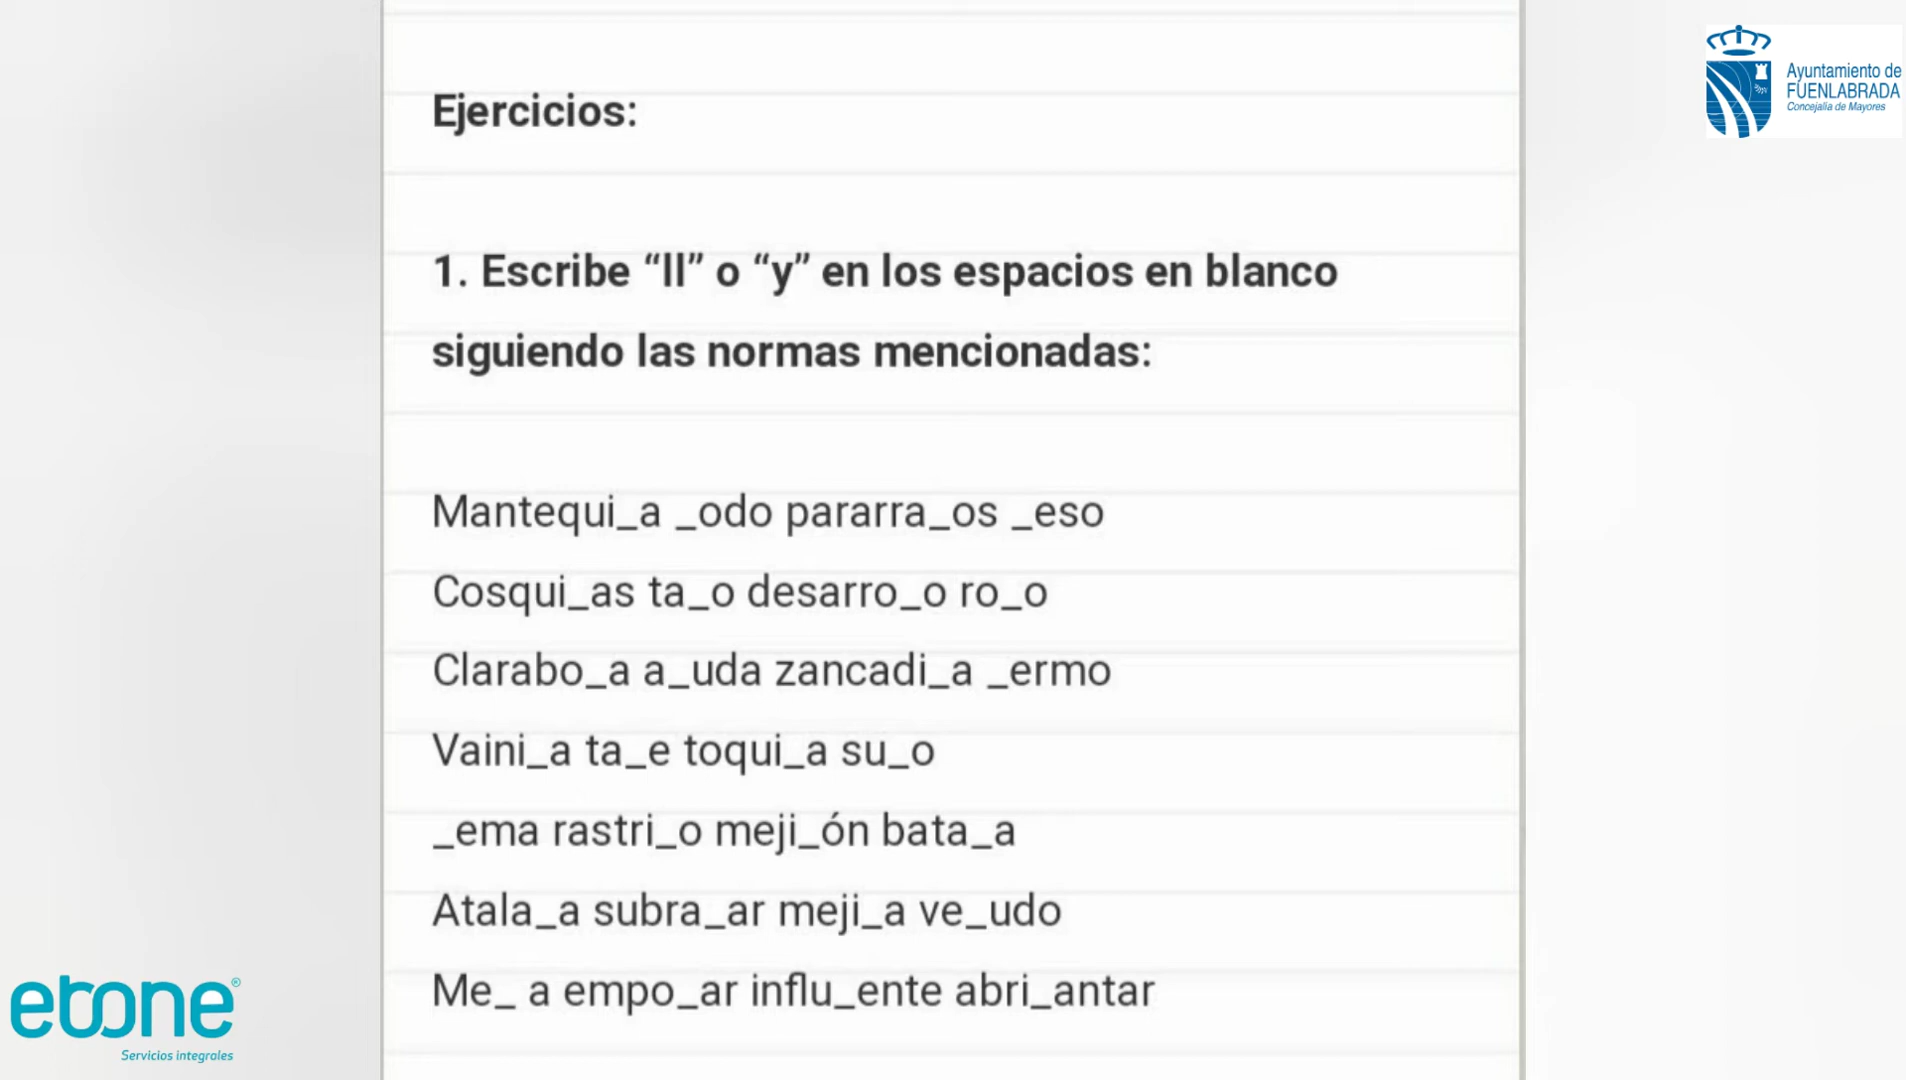 Ayuntamiento de
FUENLABRADA
Concejalía de Mayores
Ejercicios:
1. Escribe “ll” o “y” en los espacios en blanco
siguiendo las normas mencionadas:
Mantequi_a _odo pararra_os _eso
Cosqui_as ta_o desarro_o ro_o
Clarabo_a a_uda zancadi_a _ermo
Vaini_a ta_e toqui_a su_o
_ema rastri_o meji_ón bata_a
Atala_a subra_ar meji_a ve_udo
Me_ a empo_ar influ_ente abri_antar
etone®
Servicios integrales